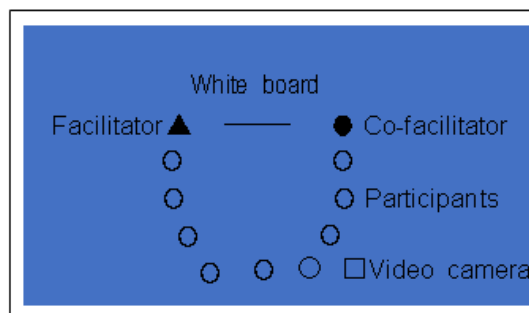 White board
Facilitator
Co-facilitator
Participants
Video camera